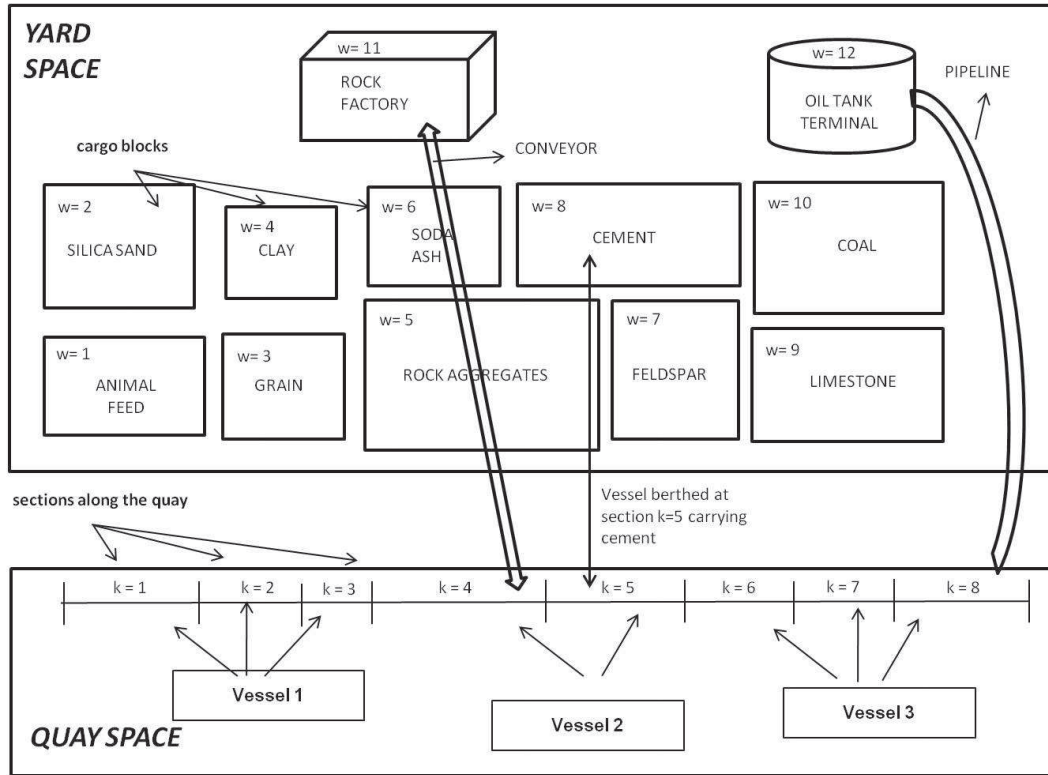 YARD
SPACE
w= 11
ROCK
FACTORY
w= 12
OIL TANK
TERMINAL
PIPELINE
CONVEYOR
cargo blocks
w= 2
SILICA SAND
w= 4
CLAY
w= 6
SODA
ASH
w= 8
CEMENT
w= 10
COAL
w= 1
ANIMAL
FEED
w= 3
GRAIN
w= 5
ROCK AGGREGATES
w= 7
FELDSPAR
w= 9
LIMESTONE
sections along the quay
Vessel berthed at
section k=5 carrying
cement
k = 1
k = 2
k = 3
k = 4
k = 5
k = 6
k = 7
k = 8
Vessel 1
Vessel 2
Vessel 3
QUAY SPACE